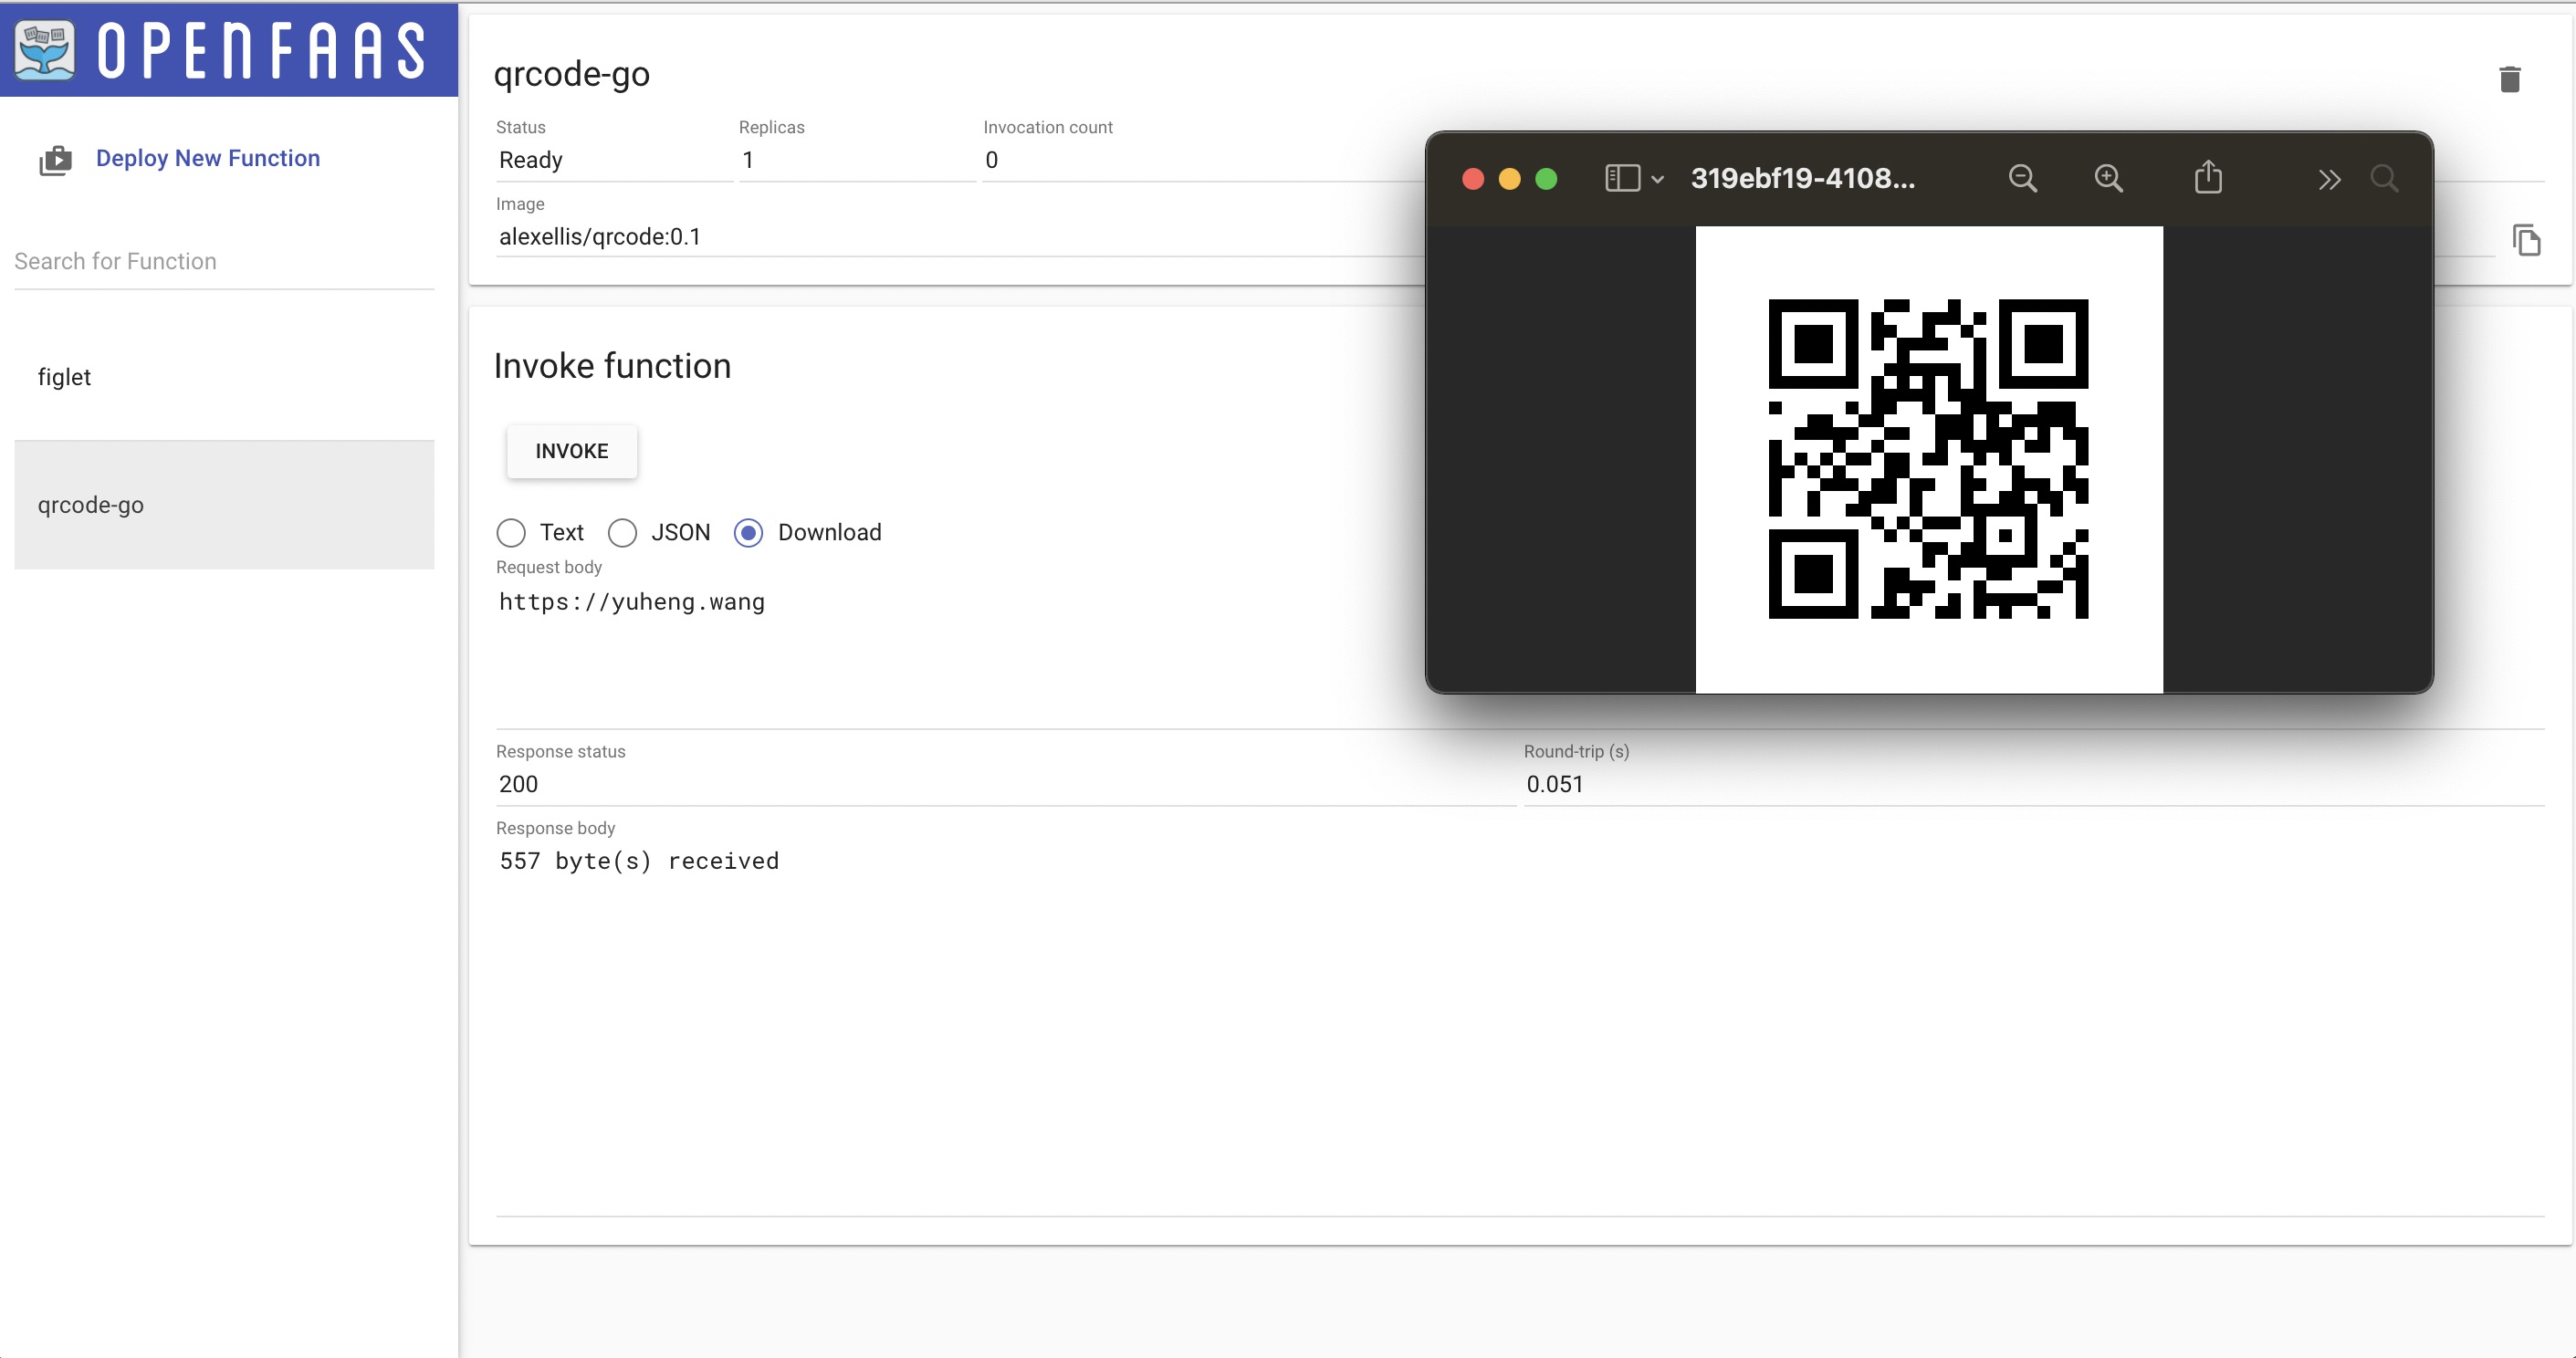 OPENFAAS
Deploy New Function
Search for Function
figlet
qrcode-go
qrcode-go
Status
Replicas
Invocation count
Ready
1
0
Image
alexellis/qrcode:0.1
319ebf19-4108...
Invoke function
INVOKE
Text
JSON
Download
Request body
https://yuheng.wang
Response status
Round-trip (s)
200
0.051
Response body
557 byte(s) received